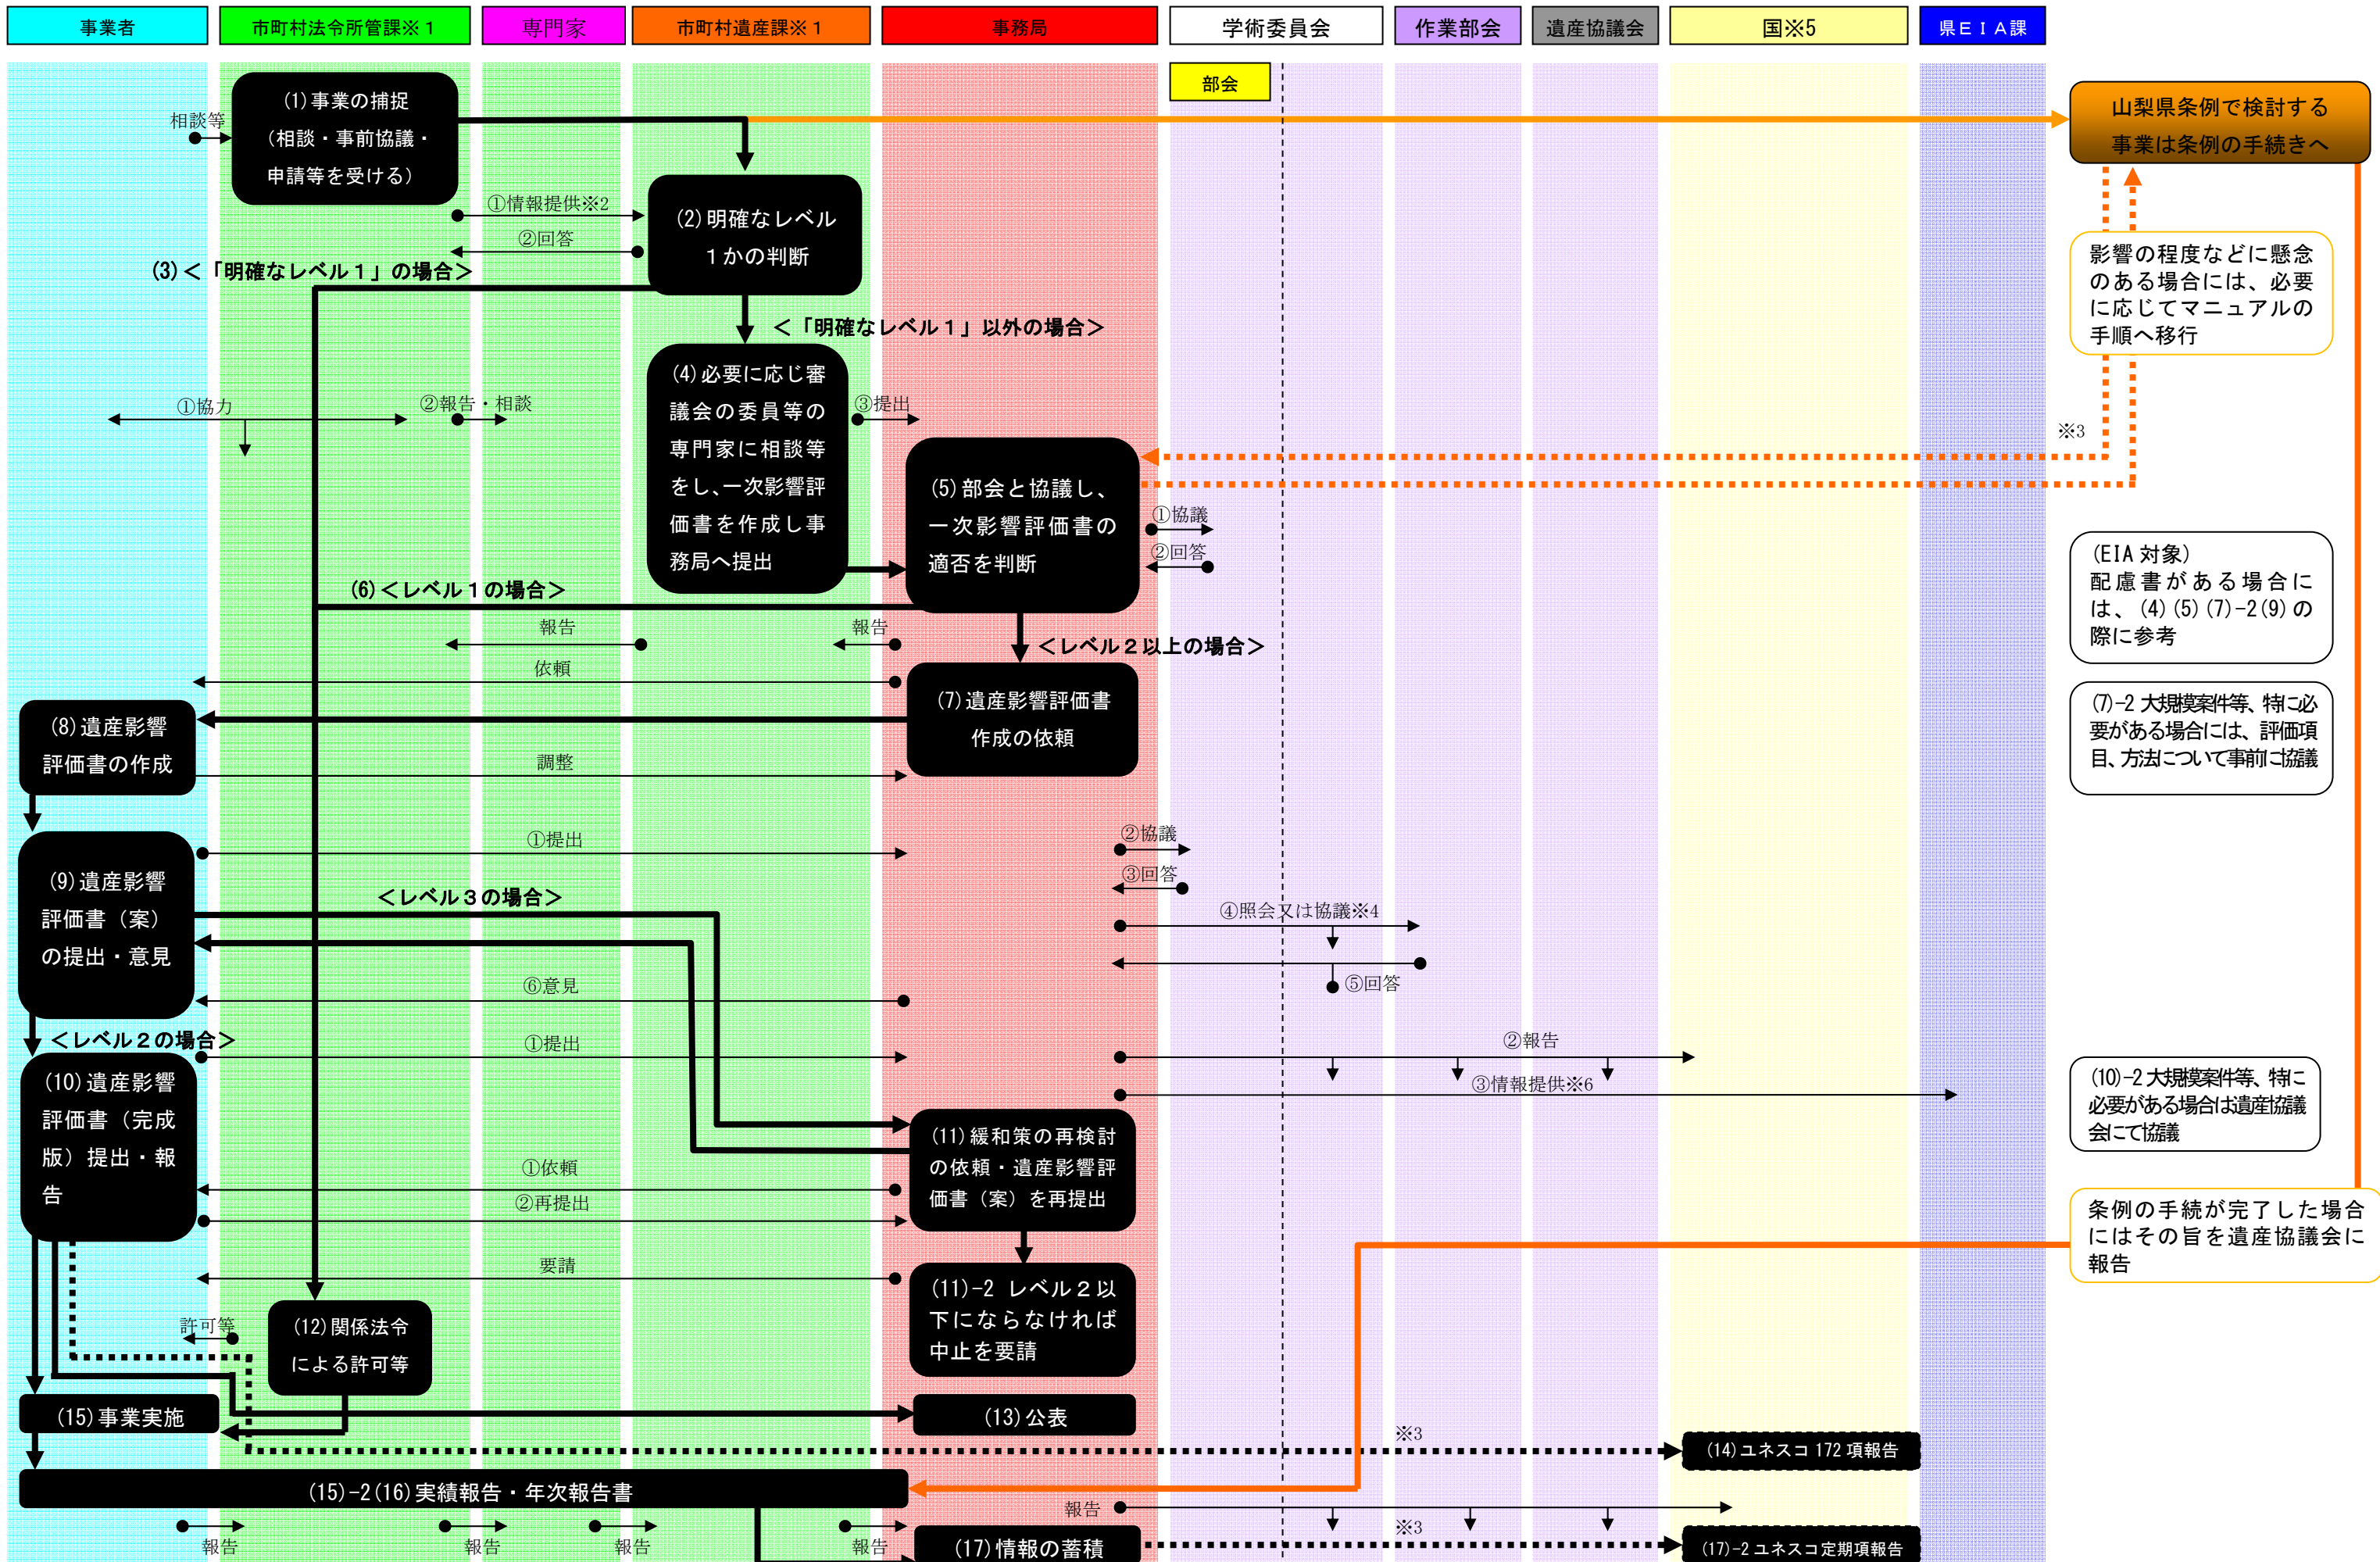 事業者
市町村法令所管課※１
専門家
市町村遺産課※１
事務局
学術委員会
作業部会
遺産協議会
国※5
県ＥＩＡ課
部会
相談等
(1)事業の捕捉
（相談・事前協議・
申請等を受ける）
山梨県条例で検討する
事業は条例の手続きへ
①情報提供※2
②回答
(2)明確なレベル
１かの判断
(3)＜「明確なレベル１」の場合＞
＜「明確なレベル１」以外の場合＞
影響の程度などに懸念
のある場合には、必要
に応じてマニュアルの
手順へ移行
①協力
②報告・相談
(4)必要に応じ審
議会の委員等の
専門家に相談等
をし、一次影響評
価書を作成し事
務局へ提出
③提出
※3
(5)部会と協議し、
一次影響評価書の
適否を判断
①協議
②回答
(EIA 対象)
配慮書がある場合に
は、(4)(5)(7)-2(9)の
際に参考
(6)＜レベル１の場合＞
報告
報告
＜レベル２以上の場合＞
依頼
(7)遺産影響評価書
作成の依頼
(7)-2 大規模案件等、特に必
要がある場合には、評価項
目、方法について事前に協議
(8)遺産影響
評価書の作成
調整
①提出
②協議
③回答
(9)遺産影響
評価書（案）
の提出・意見
＜レベル３の場合＞
④照会又は協議※4
⑤回答
⑥意見
＜レベル２の場合＞
①提出
②報告
③情報提供※6
(10)遺産影響
評価書（完成
版）提出・報
告
(10)-2 大規模案件等、特に
必要がある場合は遺産協議
会にて協議
(11)緩和策の再検討
の依頼・遺産影響評
価書（案）を再提出
①依頼
②再提出
条例の手続が完了した場合
にはその旨を遺産協議会に
報告
要請
(11)-2 レベル２以
下にならなければ
中止を要請
許可等
(12)関係法令
による許可等
(15)事業実施
(13)公表
※3
(14)ユネスコ 172 項報告
(15)-2(16)実績報告・年次報告書
報告
報告
報告
報告
報告
(17)情報の蓄積
※3
(17)-2 ユネスコ定期項報告